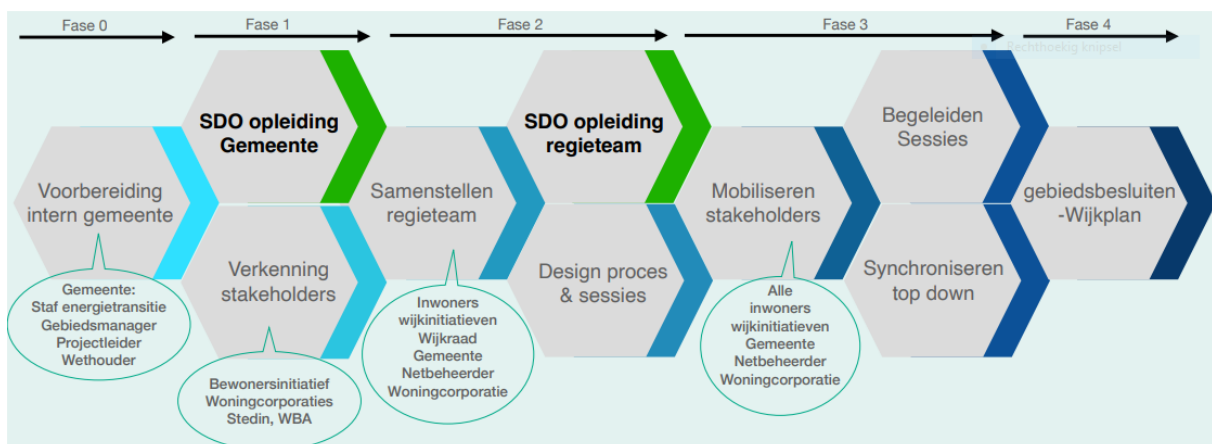 Fase 0
Fase 1
Fase 2
Fase 3
Fase 4
Rechthoekig knipsel
SDO opleiding
Gemeente
SDO opleiding
regieteam
Begeleiden
Sessies
Voorbereiding
intern gemeente
Samenstellen
regieteam
Mobiliseren
stakeholders
gebiedsbesluiten
-Wijkplan
Verkenning
stakeholders
Design proces
& sessies
Synchroniseren
top down
Gemeente:
Staf energietransitie
Gebiedsmanager
Projectleider
Wethouder
Bewonersinitiatief
Woningcorporaties
Stedin, WBA
Inwoners
wijkinitiatieven
Wijkraad
Gemeente
Netbeheerder
Woningcorporatie
Alle
inwoners
wijkinitiatieven
Gemeente
Netbeheerder
Woningcorporatie